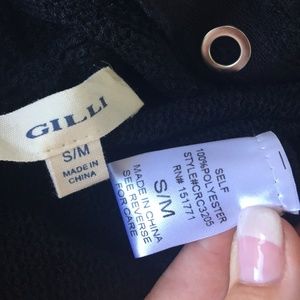 GILLI
S/M
MADE IN
CHINA
SELF
100%POLYESTER
STYLE#CRC3205
RN# 151771
S/M
MADE IN CHINA
SEE REVERSE
FOR CARE